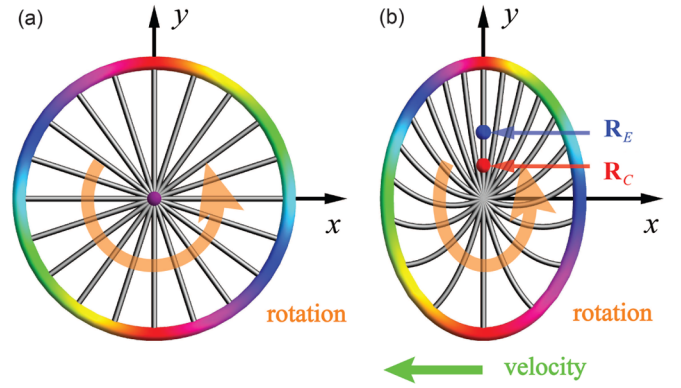 (a)
y
x
rotation
(b)
y
R_E
R_C
x
rotation
velocity